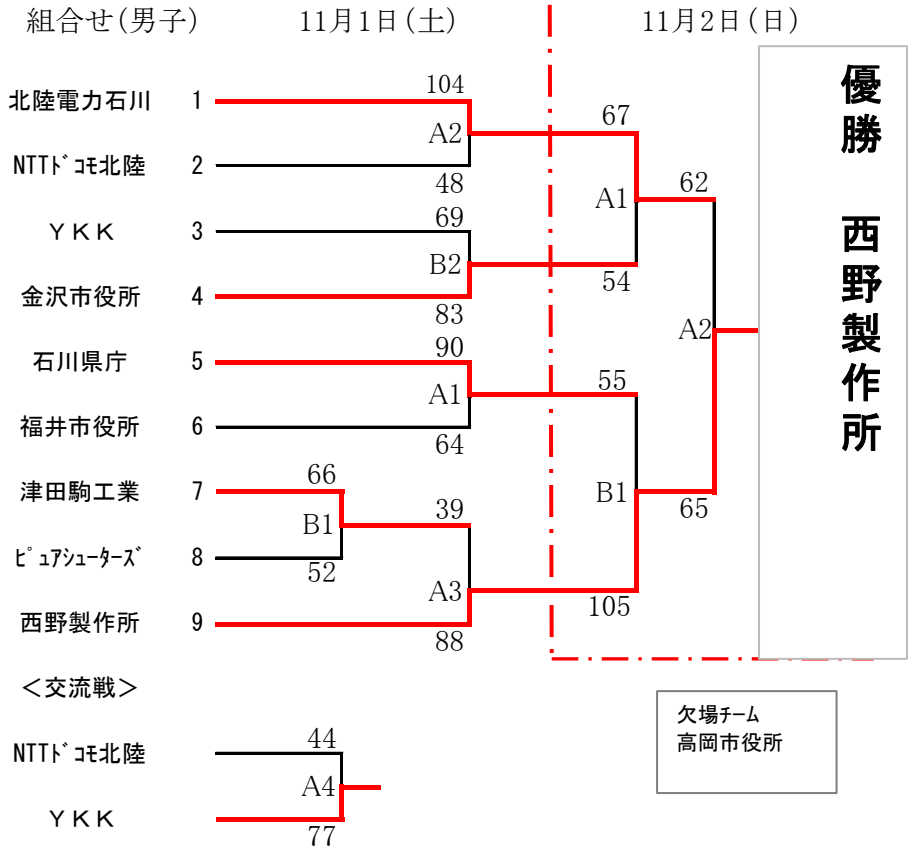 組合せ(男子) 11月1日(土) 11月2日(日)
優勝 西野製作所
北陸電力石川 1 104
A2 67
NTTドコモ北陸 2 48
A1 62
YKK 3 69
B2 54
金沢市役所 4 83
A2
石川県庁 5 90
A1 55
福井市役所 6 64
B1 65
津田駒工業 7 66
B1 39
ピュアシューターズ 8 52
A3 105
西野製作所 9 88
<交流戦>
NTTドコモ北陸 44
A4
YKK 77
欠場チーム
高岡市役所